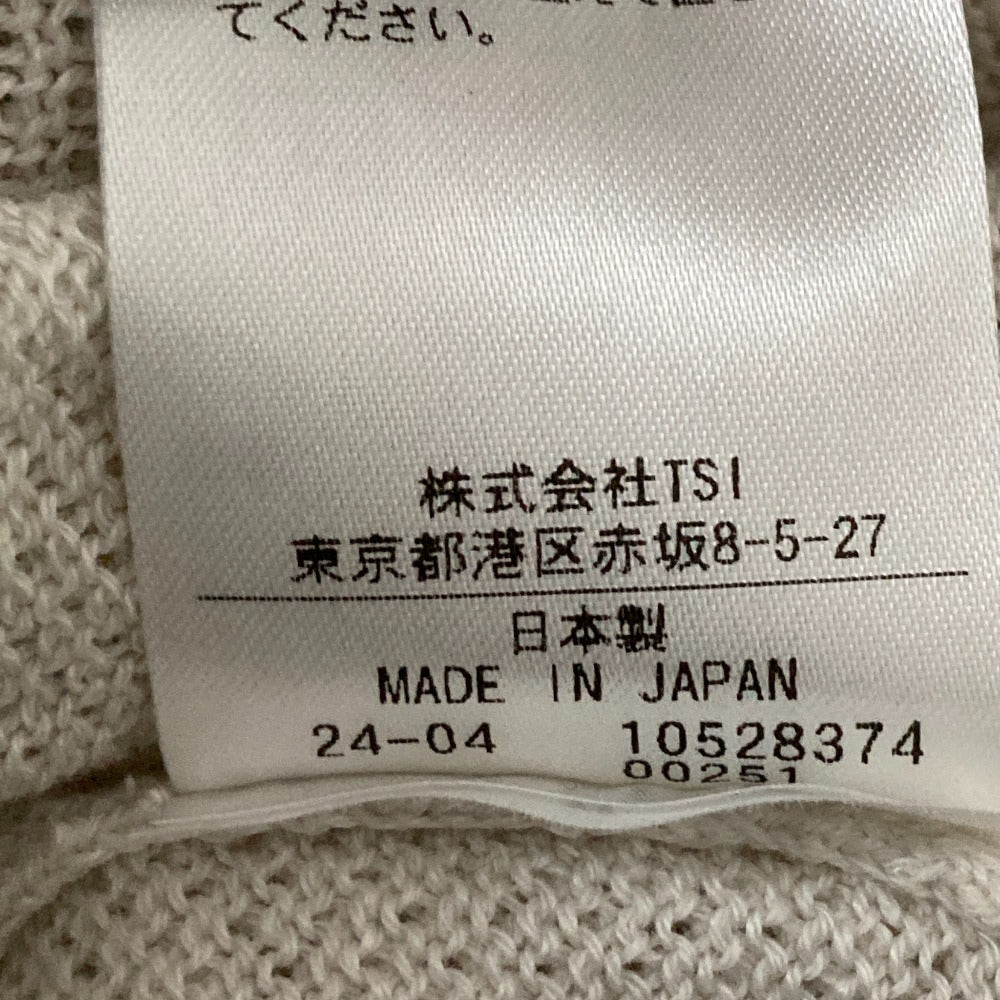 てください。
株式会社TSI
東京都港区赤坂8-5-27
日本製
MADE IN JAPAN
24-04 10528374
00251